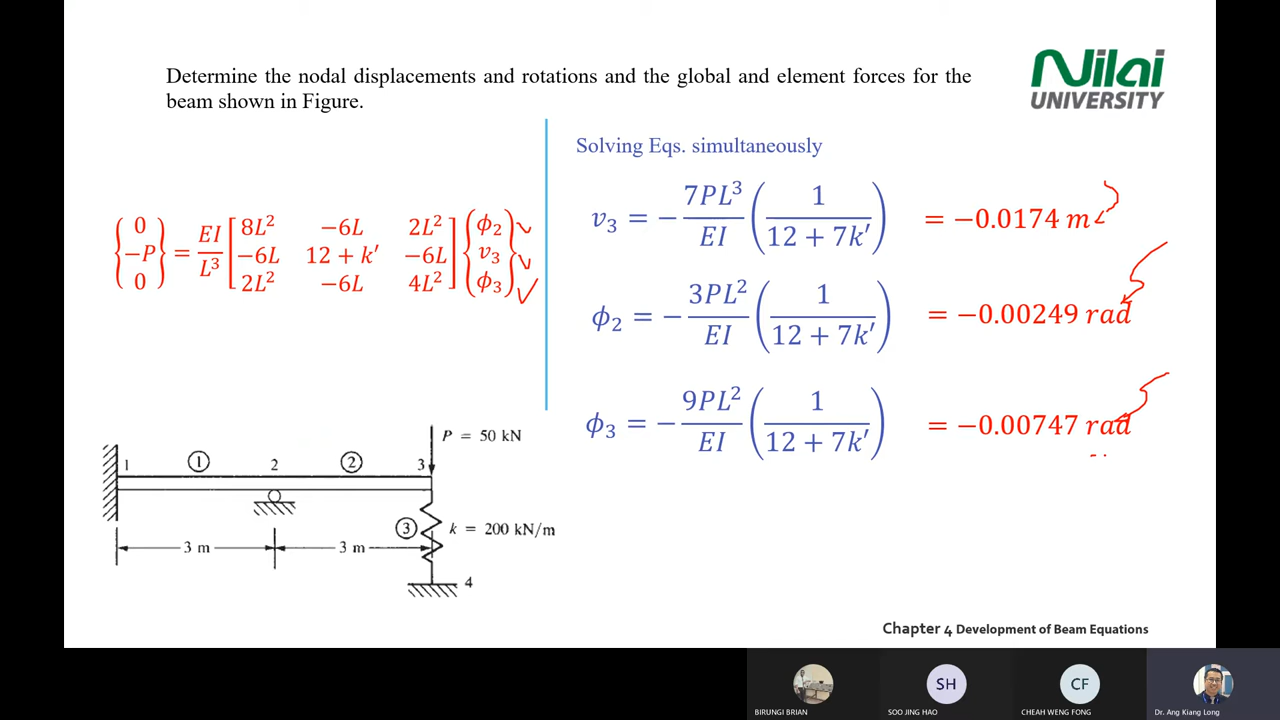 Determine the nodal displacements and rotations and the global and element forces for the
beam shown in Figure.
Nilai
UNIVERSITY
{0, −P, 0} = EI/L³ [8L² −6L 2L²; −6L 12 + k′ −6L; 2L² −6L 4L²] {ϕ₂, v₃, ϕ₃}
Solving Eqs. simultaneously
v₃ = −7PL³/EI (1/(12 + 7k′)) = −0.0174 m
ϕ₂ = −3PL²/EI (1/(12 + 7k′)) = −0.00249 rad
ϕ₃ = −9PL²/EI (1/(12 + 7k′)) = −0.00747 rad
P = 50 kN
1 ① 2 ② 3
③ k = 200 kN/m
3 m 3 m
4
Chapter 4 Development of Beam Equations
SH CF
BIRUNGI BRIAN SOO JING HAO CHEAH WENG FONG Dr. Ang Kiang Long